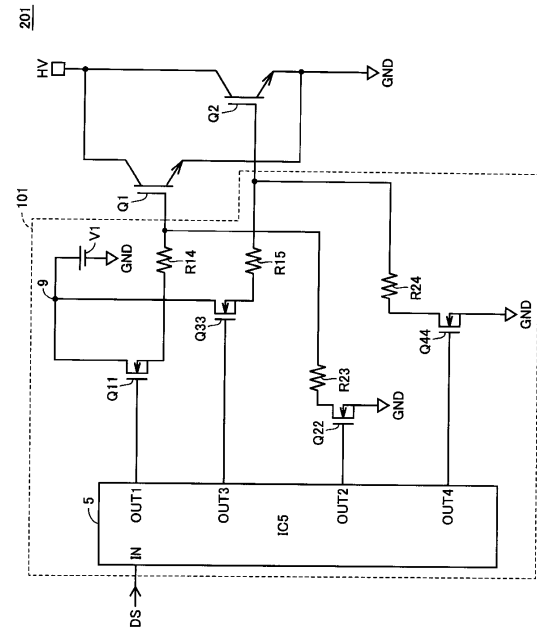 201
HV
Q2
GND
Q1
101
9
V1
GND
R14
R15
R24
Q33
Q44
GND
Q11
R23
Q22
GND
5
OUT1
OUT3
OUT2
OUT4
IC5
IN
DS